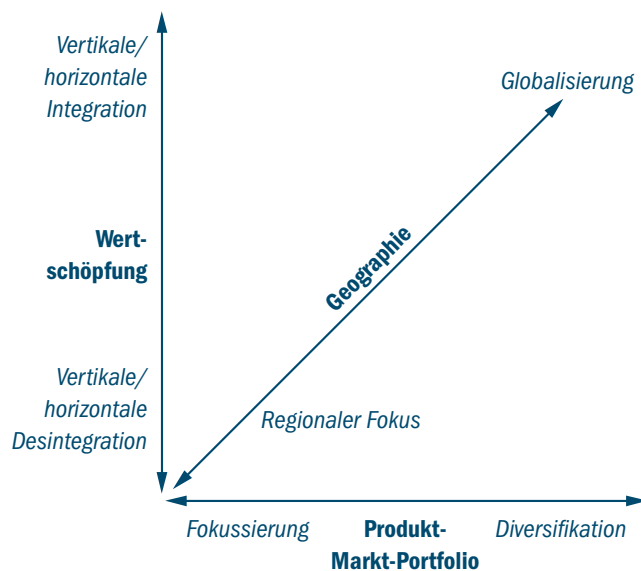 Vertikale/
horizontale
Integration
Globalisierung
Wert-
schöpfung
Geographie
Vertikale/
horizontale
Desintegration
Regionaler Fokus
Fokussierung
Produkt-
Markt-Portfolio
Diversifikation